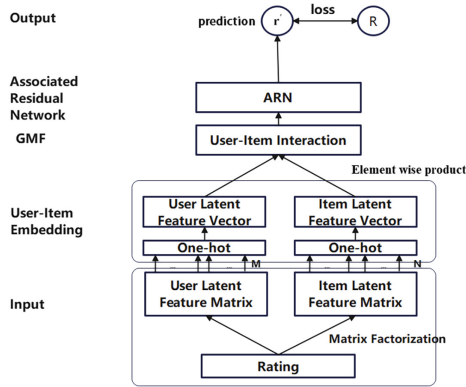 Output
prediction
r'
loss
R
Associated
Residual
Network
ARN
GMF
User-Item Interaction
Element wise product
User-Item
Embedding
User Latent
Feature Vector
Item Latent
Feature Vector
One-hot
One-hot
...
M
...
...
N
Input
User Latent
Feature Matrix
Item Latent
Feature Matrix
Matrix Factorization
Rating